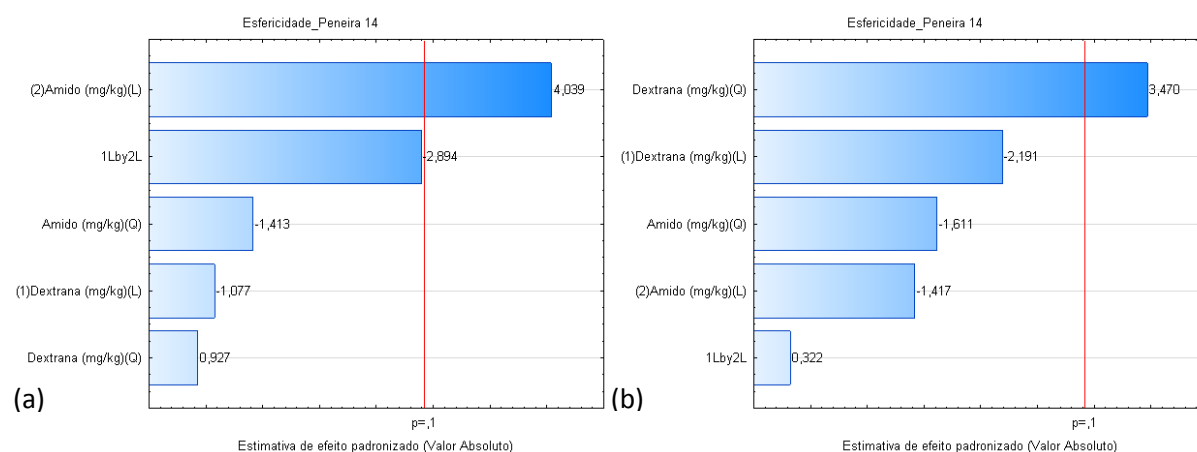 Esfericidade_Peneira 14
(2)Amido (mg/kg)(L)
4,039
1Lby2L
-2,894
Amido (mg/kg)(Q)
-1,413
(1)Dextrana (mg/kg)(L)
-1,077
Dextrana (mg/kg)(Q)
0,927
(a)
p=,1
Estimativa de efeito padronizado (Valor Absoluto)
Esfericidade_Peneira 14
Dextrana (mg/kg)(Q)
3,470
(1)Dextrana (mg/kg)(L)
-2,191
Amido (mg/kg)(Q)
-1,611
(2)Amido (mg/kg)(L)
-1,417
1Lby2L
0,322
(b)
p=,1
Estimativa de efeito padronizado (Valor Absoluto)